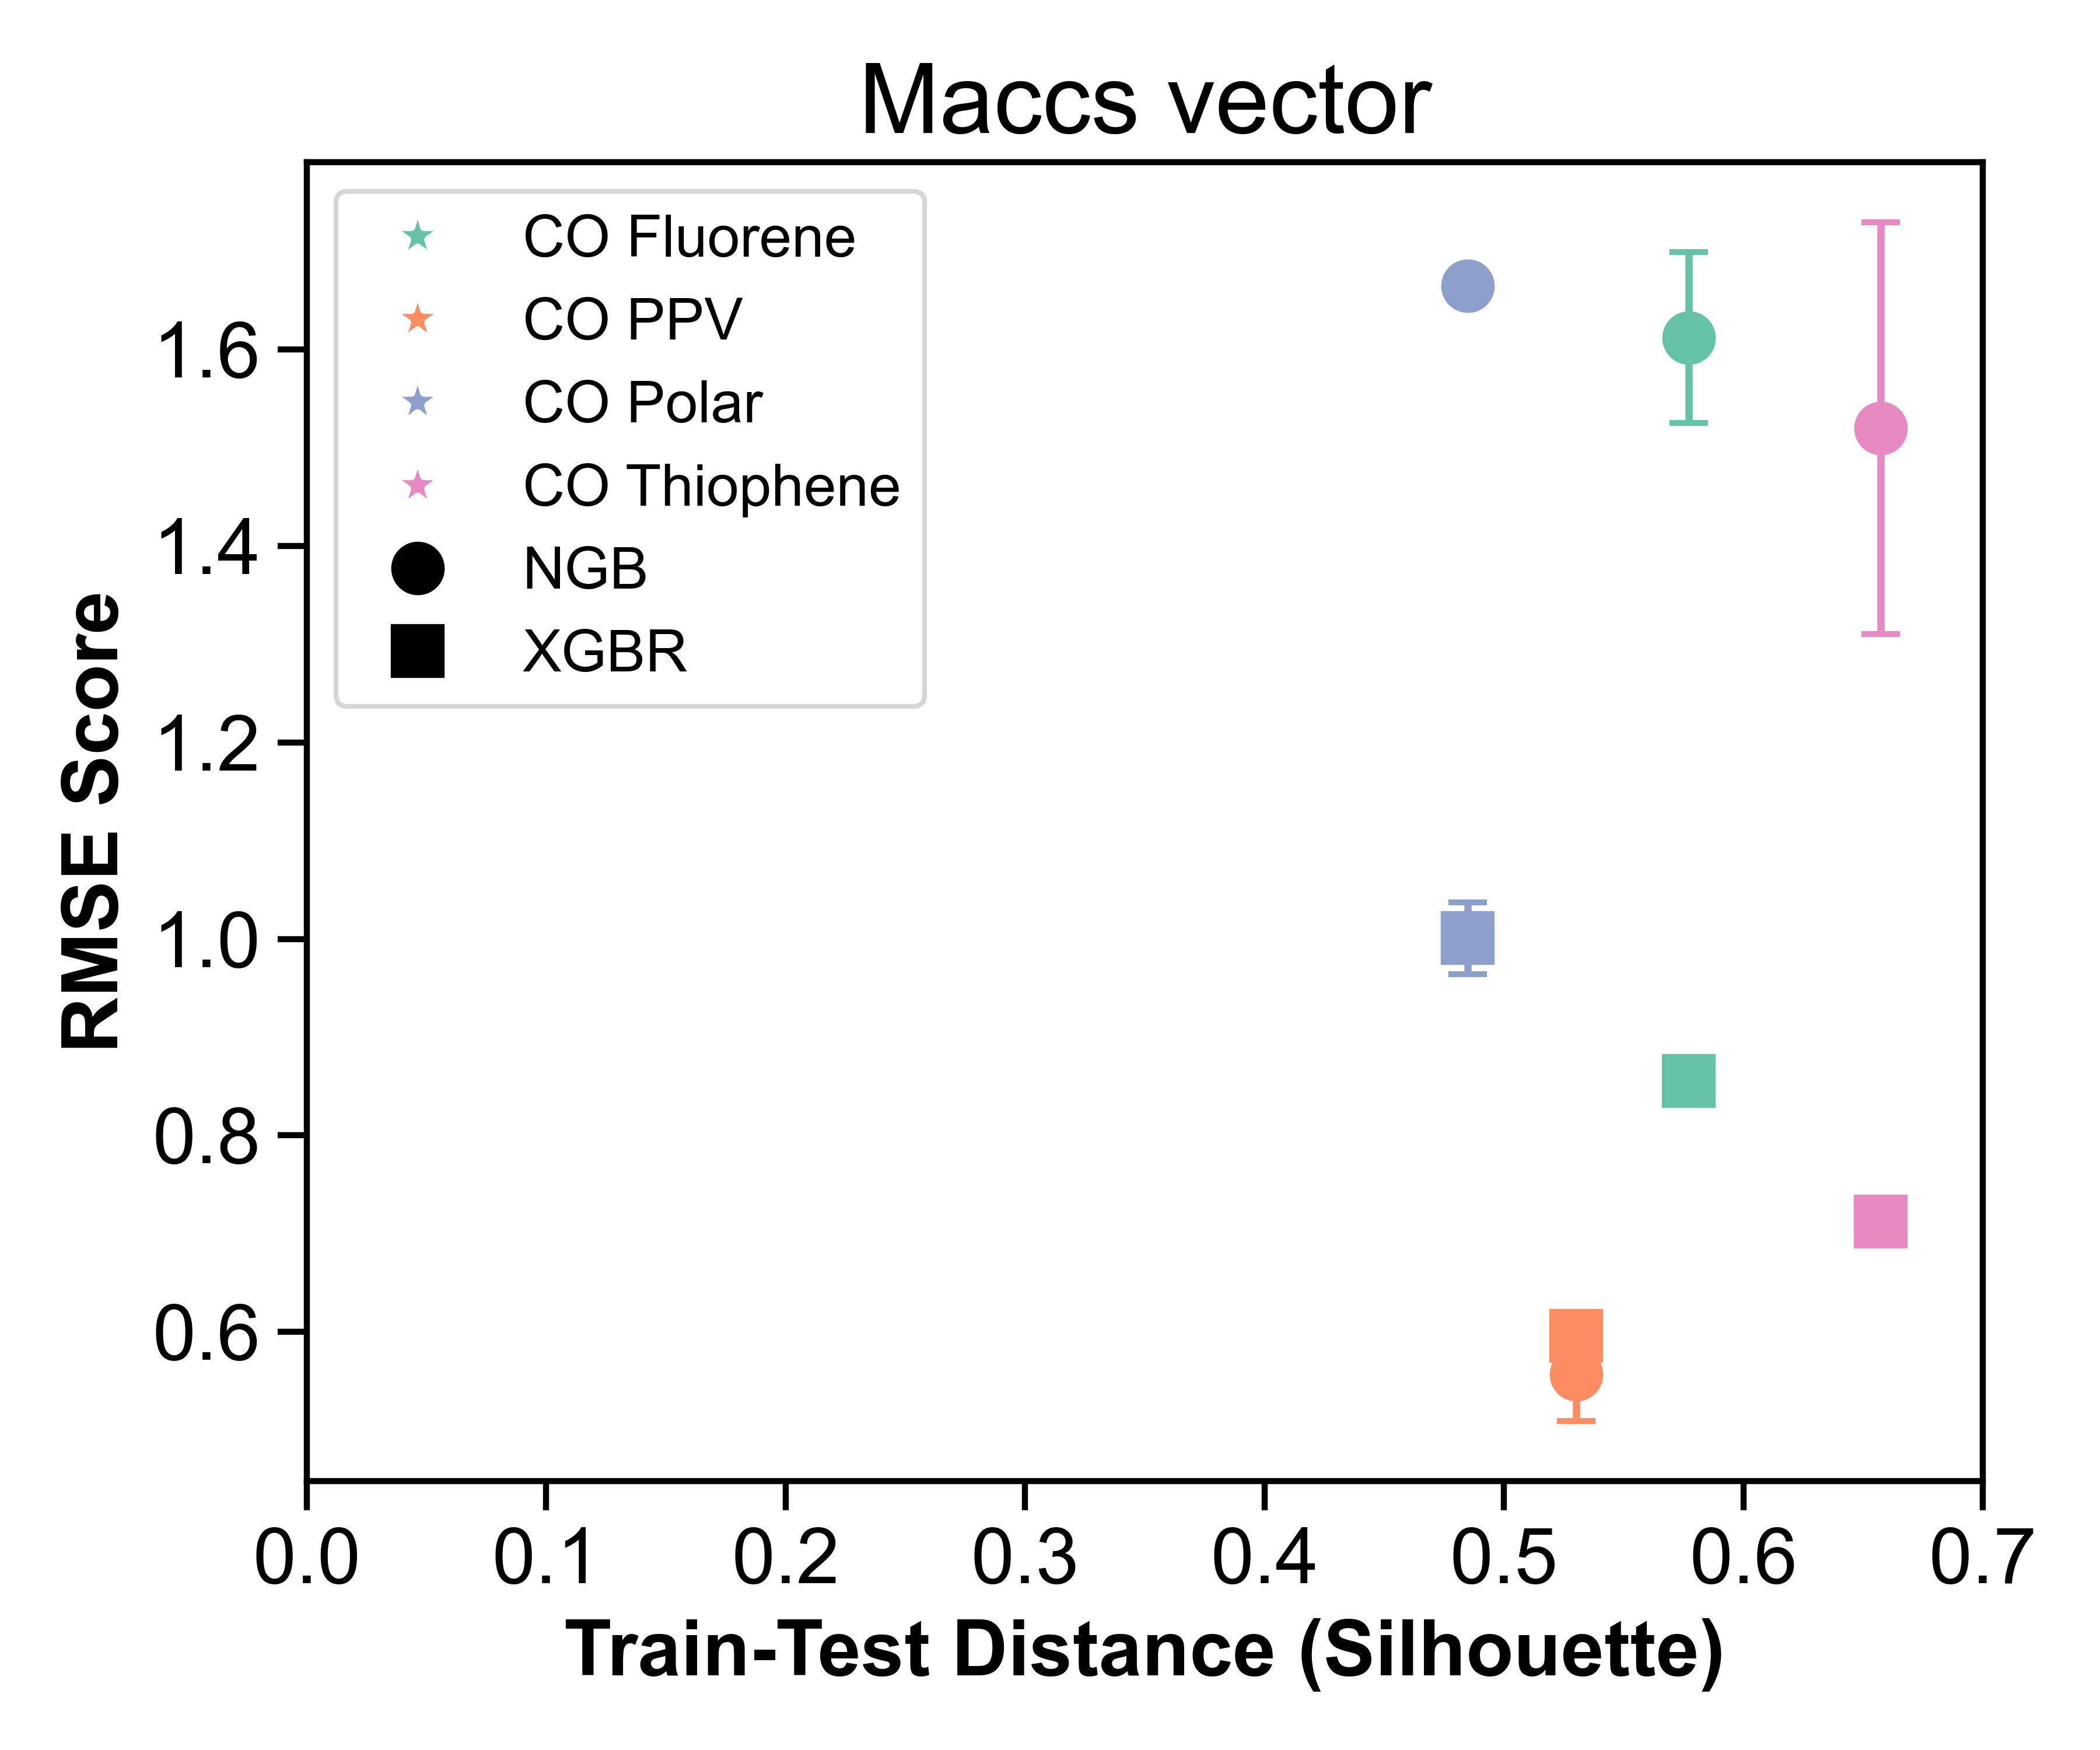 Maccs vector
CO Fluorene
CO PPV
CO Polar
CO Thiophene
NGB
XGBR
RMSE Score
1.6
1.4
1.2
1.0
0.8
0.6
0.0 0.1 0.2 0.3 0.4 0.5 0.6 0.7
Train-Test Distance (Silhouette)